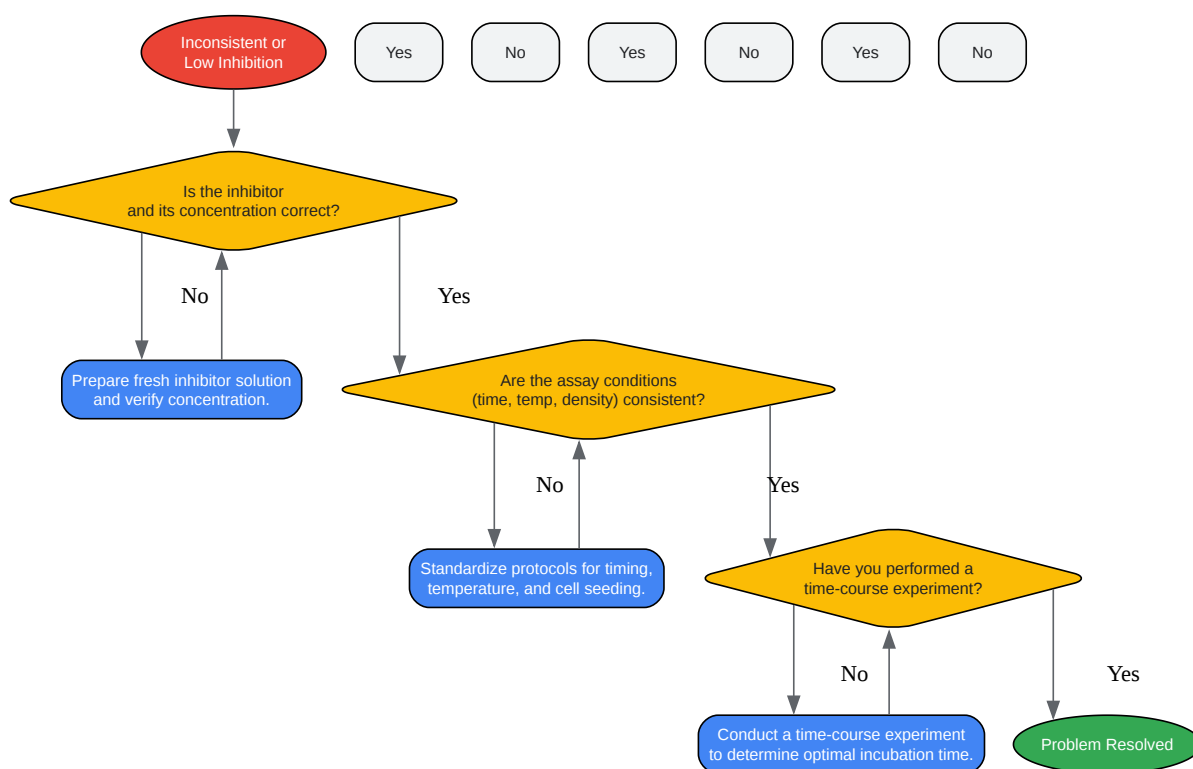 Inconsistent or
Low Inhibition
Yes
No
Yes
No
Yes
No
Is the inhibitor
and its concentration correct?
No
Yes
Prepare fresh inhibitor solution
and verify concentration.
Are the assay conditions
(time, temp, density) consistent?
No
Yes
Standardize protocols for timing,
temperature, and cell seeding.
Have you performed a
time-course experiment?
No
Yes
Conduct a time-course experiment
to determine optimal incubation time.
Problem Resolved